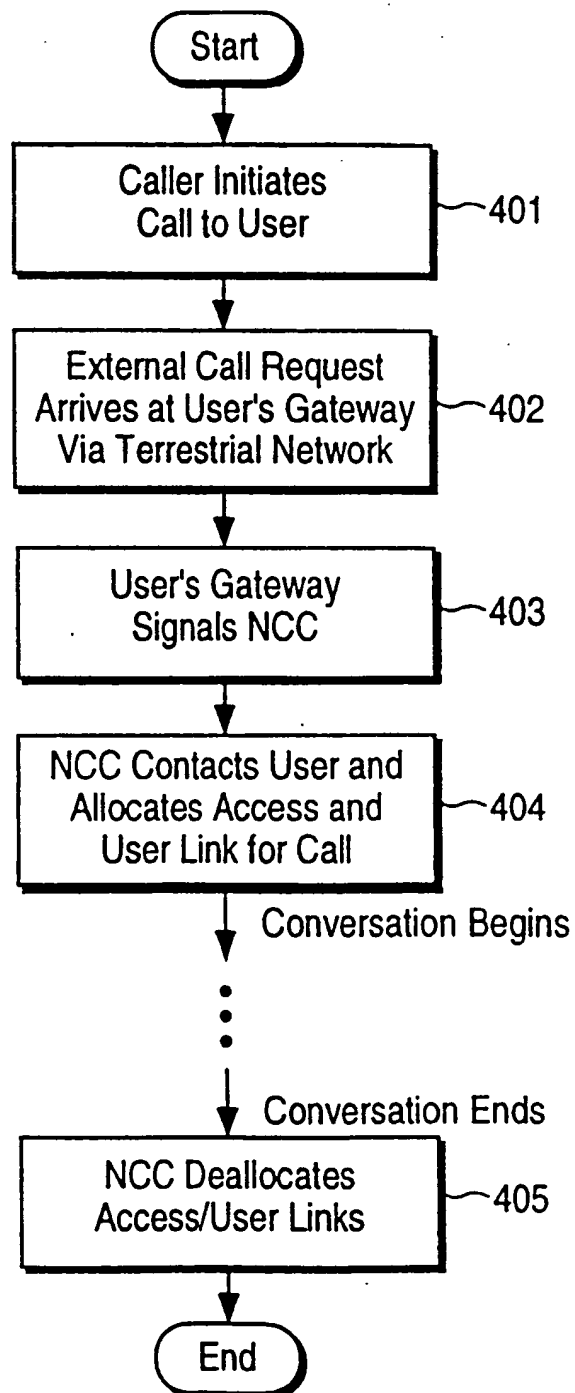 Start
Caller Initiates
Call to User
401
External Call Request
Arrives at User's Gateway
Via Terrestrial Network
402
User's Gateway
Signals NCC
403
NCC Contacts User and
Allocates Access and
User Link for Call
404
Conversation Begins
Conversation Ends
NCC Deallocates
Access/User Links
405
End